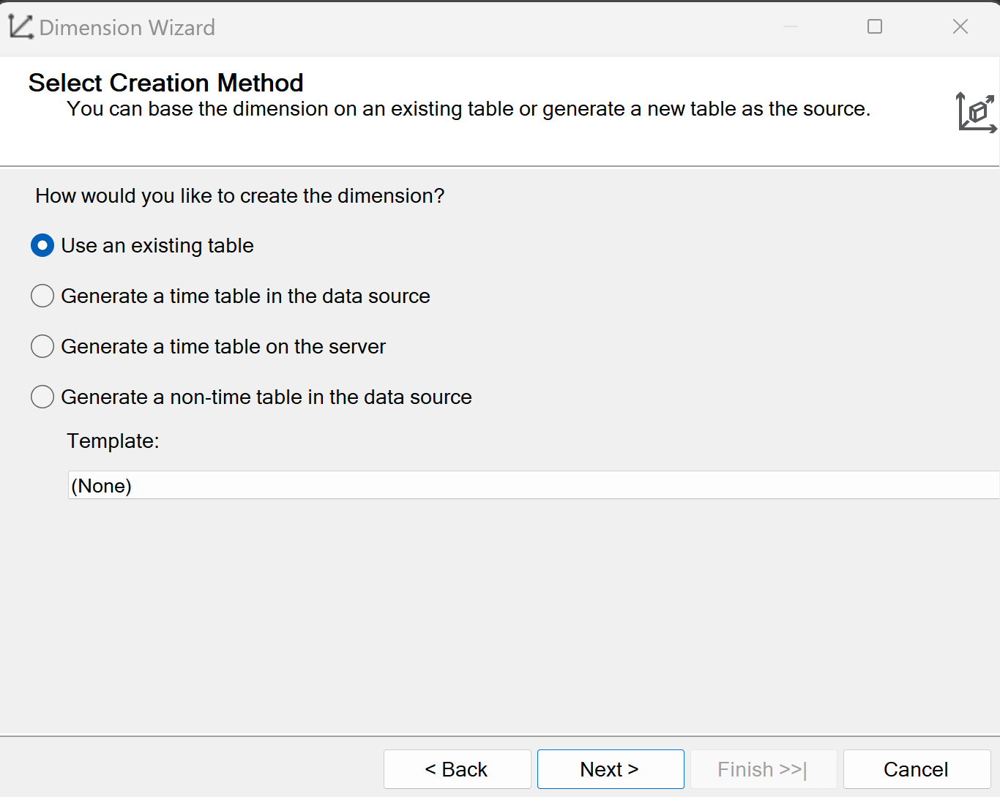 Dimension Wizard
Select Creation Method
You can base the dimension on an existing table or generate a new table as the source.
How would you like to create the dimension?
Use an existing table
Generate a time table in the data source
Generate a time table on the server
Generate a non-time table in the data source
Template:
(None)
< Back
Next >
Finish >>|
Cancel